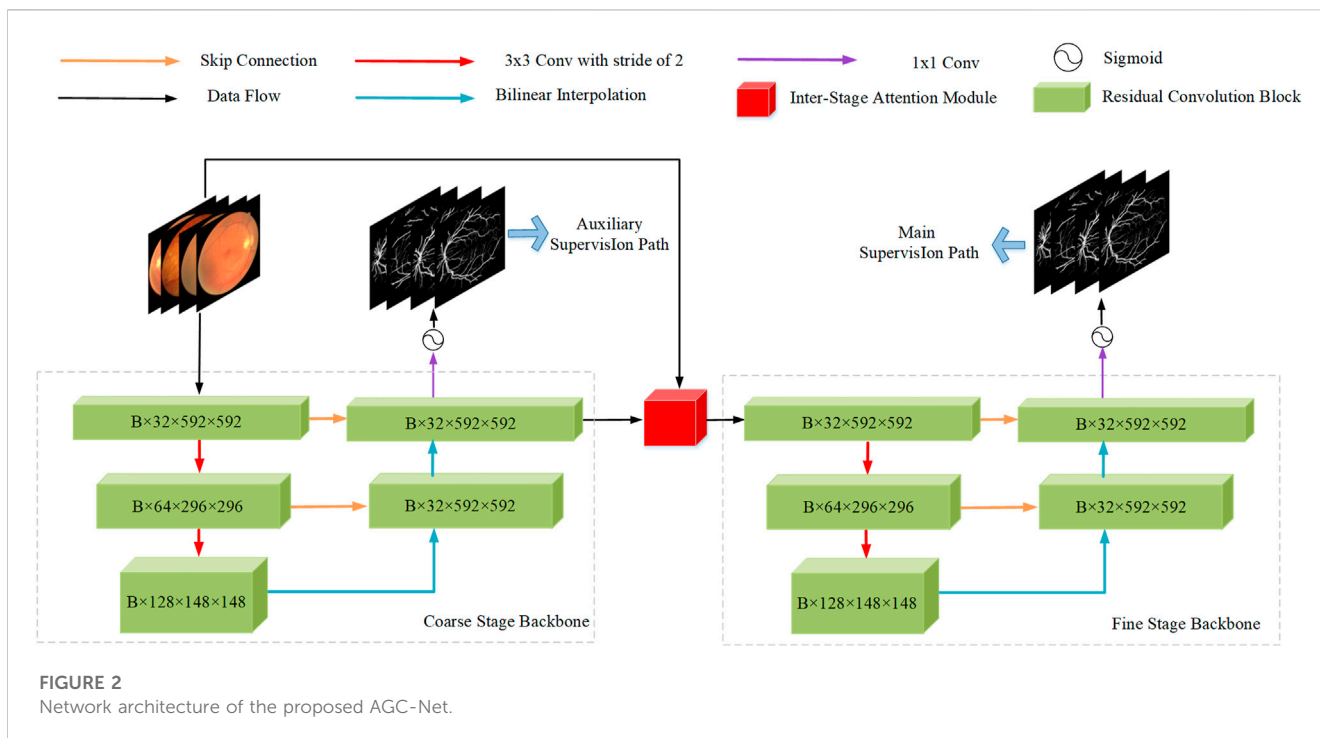 Skip Connection
3x3 Conv with stride of 2
1x1 Conv
Sigmoid
Data Flow
Bilinear Interpolation
Inter-Stage Attention Module
Residual Convolution Block
Auxiliary
SupervisIon Path
Main
SupervisIon Path
B×32×592×592
B×32×592×592
B×32×592×592
B×32×592×592
B×64×296×296
B×32×592×592
B×64×296×296
B×32×592×592
B×128×148×148
B×128×148×148
Coarse Stage Backbone
Fine Stage Backbone
FIGURE 2
Network architecture of the proposed AGC-Net.